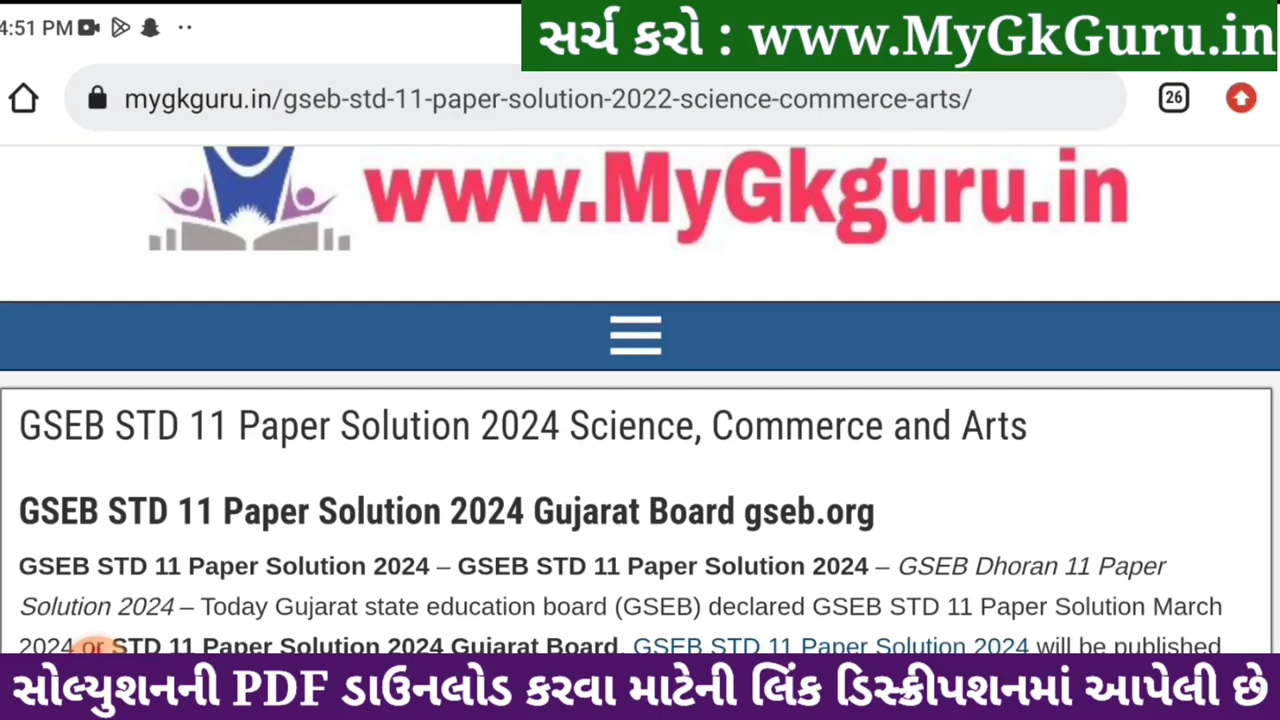 4:51 PM
સર્ચ કરો : www.MyGkGuru.in
mygkguru.in/gseb-std-11-paper-solution-2022-science-commerce-arts/
26
www.MyGkguru.in
GSEB STD 11 Paper Solution 2024 Science, Commerce and Arts
GSEB STD 11 Paper Solution 2024 Gujarat Board gseb.org
GSEB STD 11 Paper Solution 2024 – GSEB STD 11 Paper Solution 2024 – GSEB Dhoran 11 Paper
Solution 2024 – Today Gujarat state education board (GSEB) declared GSEB STD 11 Paper Solution March
2024 or STD 11 Paper Solution 2024 Gujarat Board. GSEB STD 11 Paper Solution 2024 will be published
સોલ્યુશનની PDF ડાઉનલોડ કરવા માટેની લિંક ડિસ્ક્રીપશનમાં આપેલી છે